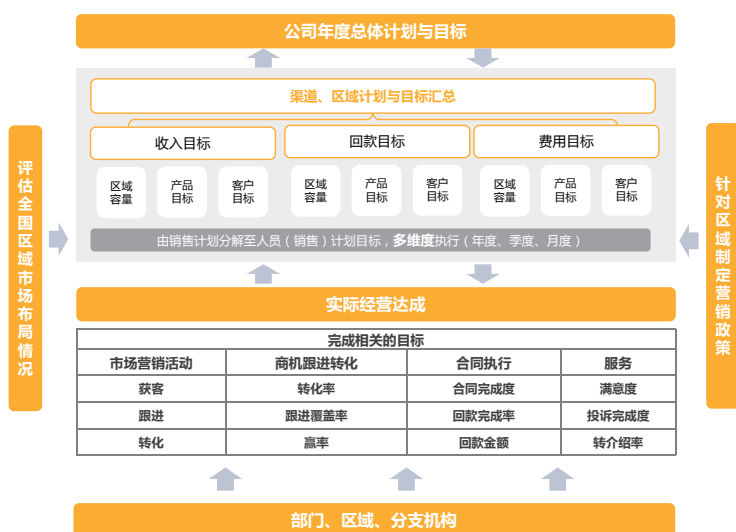 公司年度总体计划与目标
渠道、区域计划与目标汇总
收入目标
回款目标
费用目标
区域
容量
产品
目标
客户
目标
区域
容量
产品
目标
客户
目标
区域
容量
产品
目标
客户
目标
由销售计划分解至人员（销售）计划目标，多维度执行（年度、季度、月度）
评估全国区域市场布局情况
针对区域制定营销政策
实际经营达成
完成相关的目标
市场营销活动 商机跟进转化 合同执行 服务
获客 转化率 合同完成度 满意度
跟进 跟进覆盖率 回款完成率 投诉完成度
转化 赢率 回款金额 转介绍率
部门、区域、分支机构